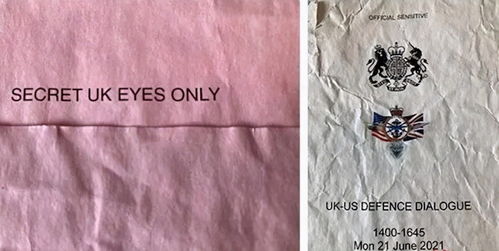 SECRET UK EYES ONLY
OFFICIAL SENSITIVE
UK-US DEFENCE DIALOGUE
1400-1645
Mon 21 June 2021